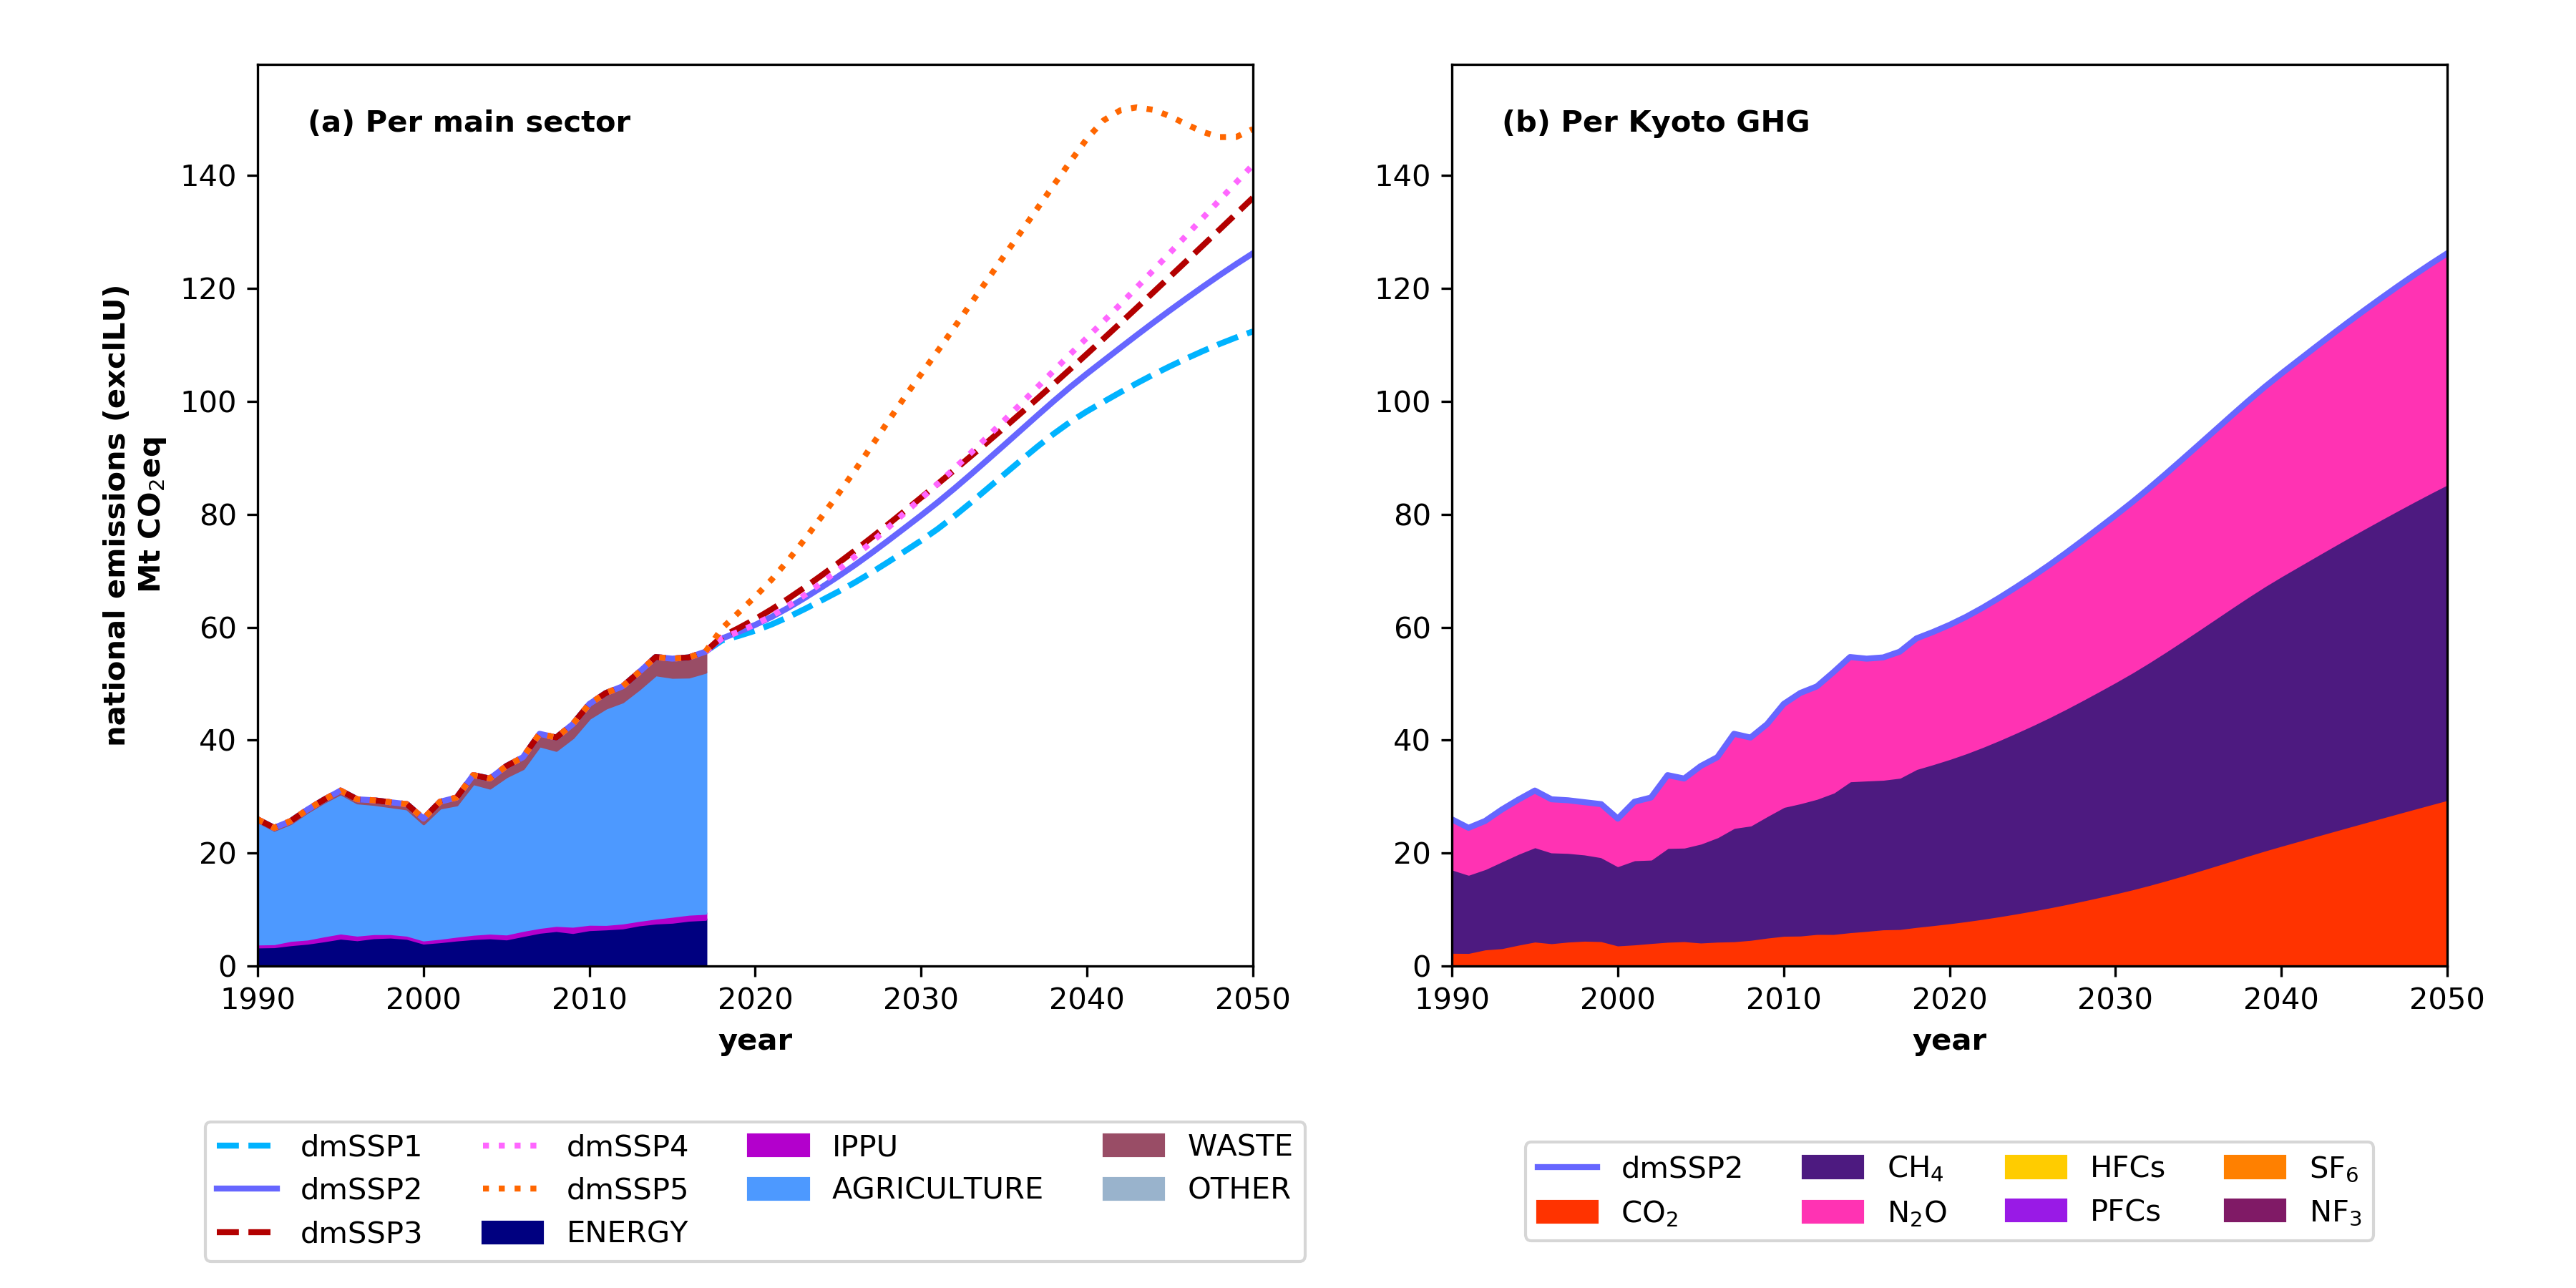 (a) Per main sector
(b) Per Kyoto GHG
national emissions (exclLU)
Mt CO₂eq
140
120
100
80
60
40
20
0
1990 2000 2010 2020 2030 2040 2050
year
140
120
100
80
60
40
20
0
1990 2000 2010 2020 2030 2040 2050
year
dmSSP1 dmSSP4 IPPU WASTE
dmSSP2 dmSSP5 AGRICULTURE OTHER
dmSSP3 ENERGY
dmSSP2 CH₄ HFCs SF₆
CO₂ N₂O PFCs NF₃